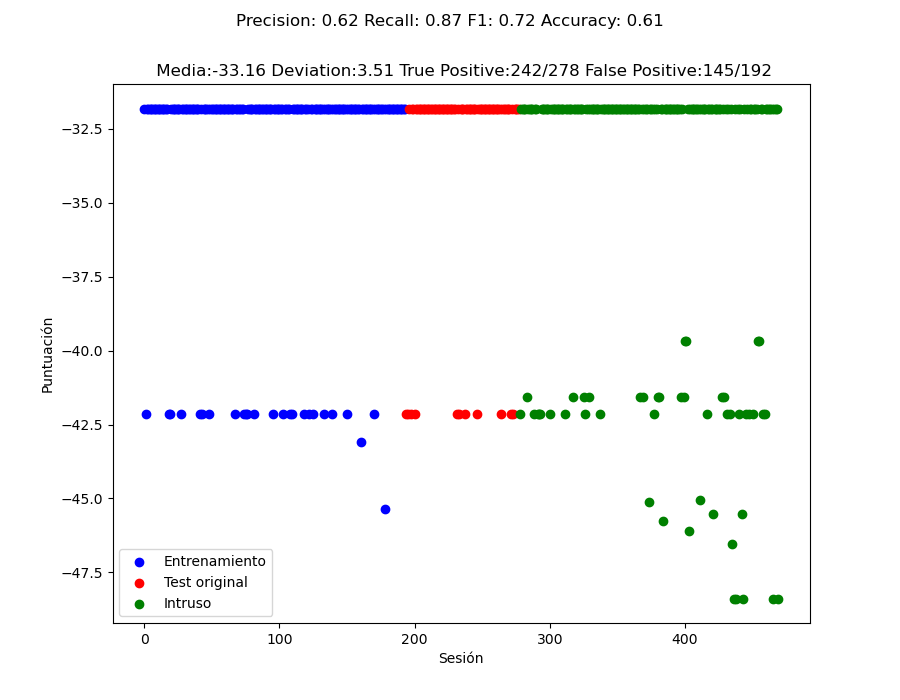 Precision: 0.62 Recall: 0.87 F1: 0.72 Accuracy: 0.61
Media:-33.16 Deviation:3.51 True Positive:242/278 False Positive:145/192
−32.5
−35.0
−37.5
−40.0
−42.5
−45.0
−47.5
Puntuación
Entrenamiento
Test original
Intruso
0
100
200
300
400
Sesión